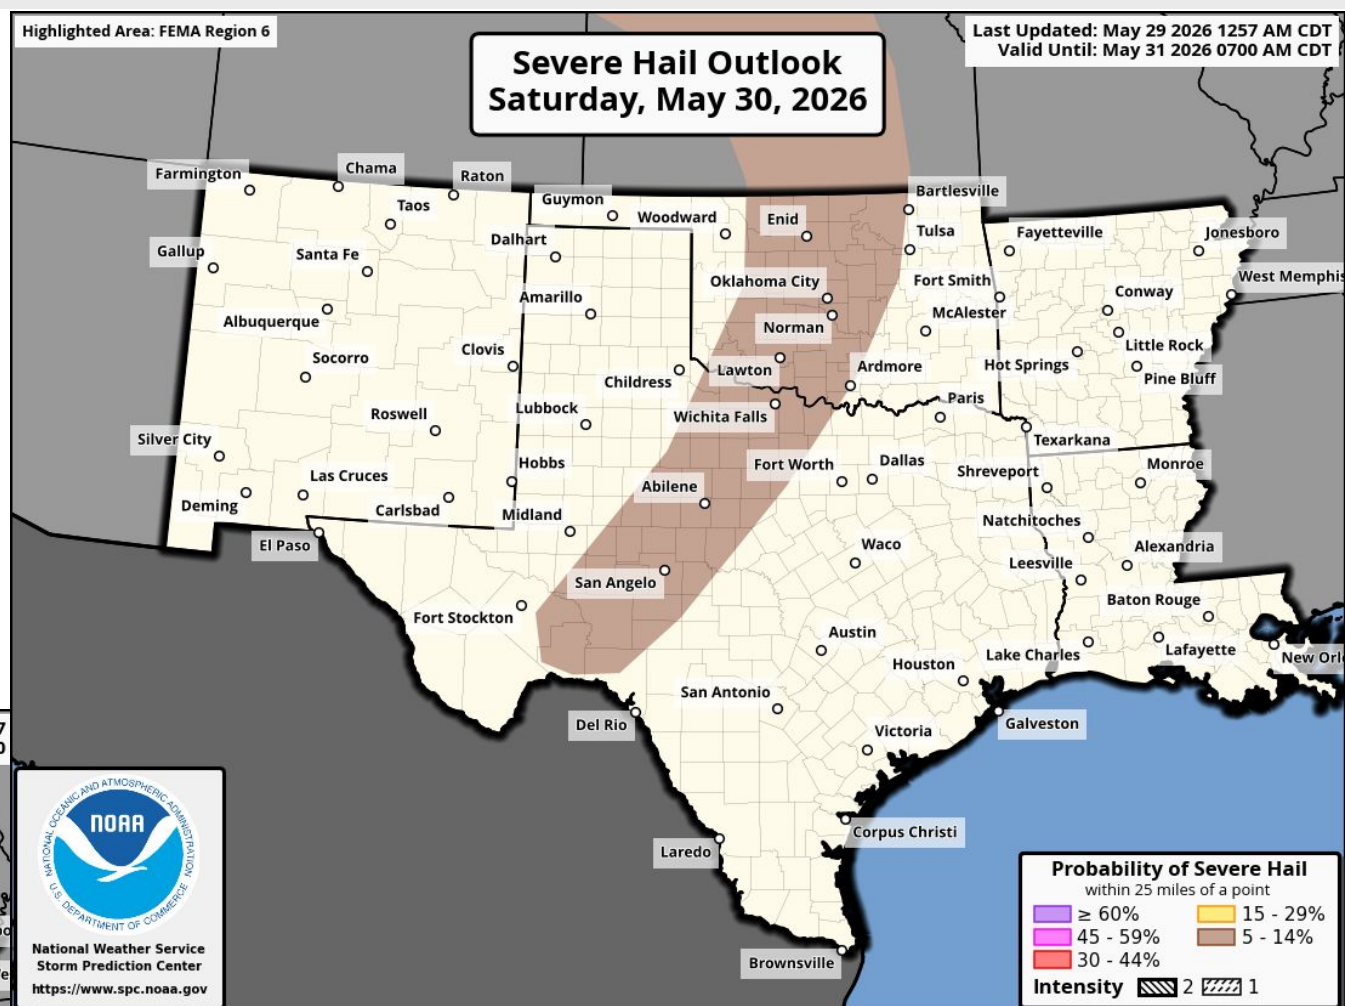 Highlighted Area: FEMA Region 6
Severe Hail Outlook
Saturday, May 30, 2026
Last Updated: May 29 2026 1257 AM CDT
Valid Until: May 31 2026 0700 AM CDT
Farmington
Chama
Raton
Taos
Guymon
Woodward
Enid
Bartlesville
Gallup
Santa Fe
Dalhart
Tulsa
Fayetteville
Jonesboro
Albuquerque
Amarillo
Oklahoma City
Fort Smith
Conway
West Memphis
Norman
McAlester
Socorro
Clovis
Childress
Lawton
Ardmore
Hot Springs
Little Rock
Pine Bluff
Roswell
Lubbock
Wichita Falls
Paris
Texarkana
Silver City
Las Cruces
Hobbs
Fort Worth
Dallas
Shreveport
Monroe
Deming
Carlsbad
Midland
Abilene
Natchitoches
El Paso
Waco
Leesville
Alexandria
San Angelo
Fort Stockton
Baton Rouge
Austin
Houston
Lake Charles
Lafayette
New Orl
San Antonio
Del Rio
Galveston
Victoria
Corpus Christi
Laredo
Brownsville
7
0
NATIONAL OCEANIC AND ATMOSPHERIC ADMINISTRATION
NOAA
U.S. DEPARTMENT OF COMMERCE
National Weather Service
Storm Prediction Center
https://www.spc.noaa.gov
Probability of Severe Hail
within 25 miles of a point
≥ 60%
15 - 29%
45 - 59%
5 - 14%
30 - 44%
Intensity 2 1